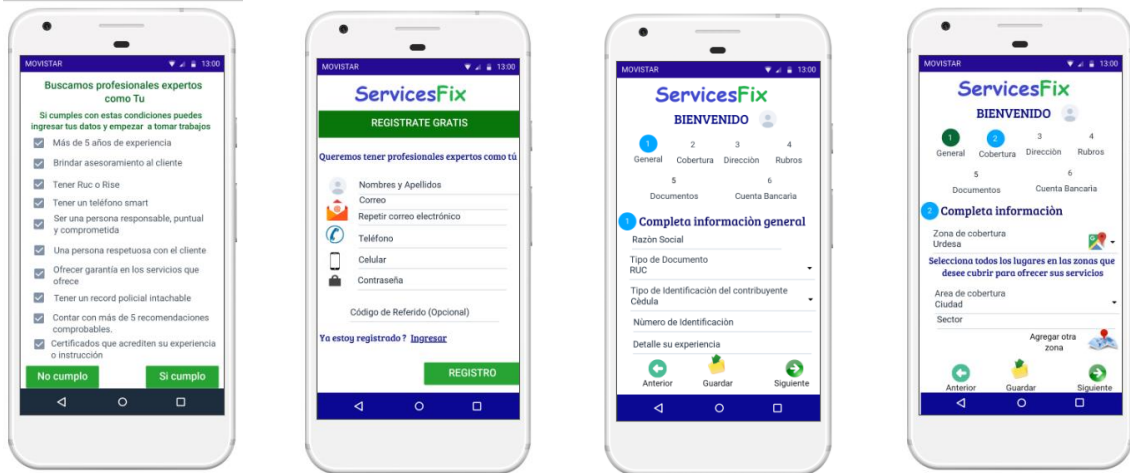 MOVISTAR 13:00
Buscamos profesionales expertos
como Tu
Si cumples con estas condiciones puedes
ingresar tus datos y empezar a tomar trabajos
Más de 5 años de experiencia
Brindar asesoramiento al cliente
Tener Ruc o Rise
Tener un teléfono smart
Ser una persona responsable, puntual
y comprometida
Una persona respetuosa con el cliente
Ofrecer garantía en los servicios que
ofrece
Tener un record policial intachable
Contar con más de 5 recomendaciones
comprobables.
Certificados que acrediten su experiencia
o instrucción
No cumplo Si cumplo
MOVISTAR 13:00
ServicesFix
REGISTRATE GRATIS
Queremos tener profesionales expertos como tú
Nombres y Apellidos
Correo
Repetir correo electrónico
Teléfono
Celular
Contraseña
Código de Referido (Opcional)
Ya estoy registrado ? Ingresar
REGISTRO
MOVISTAR 13:00
ServicesFix
BIENVENIDO
1 2 3 4
General Cobertura Direcciòn Rubros
5 6
Documentos Cuenta Bancaria
1 Completa informaciòn general
Razòn Social
Tipo de Documento
RUC
Tipo de Identificaciòn del contribuyente
Cèdula
Nùmero de Identificaciòn
Detalle su experiencia
Anterior Guardar Siguiente
MOVISTAR 13:00
ServicesFix
BIENVENIDO
1 2 3 4
General Cobertura Direcciòn Rubros
5 6
Documentos Cuenta Bancaria
2 Completa informaciòn
Zona de cobertura
Urdesa
Selecciona todos los lugares en las zonas que
desee cubrir para ofrecer sus servicios
Area de cobertura
Ciudad
Sector
Agregar otra
zona
Anterior Guardar Siguiente